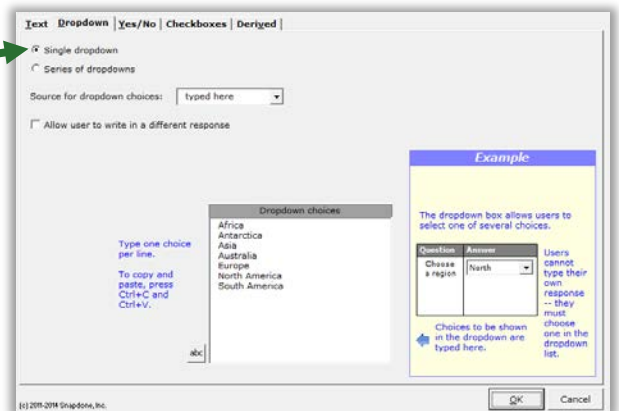 Text Dropdown Yes/No Checkboxes Derived
Single dropdown
Series of dropdowns
Source for dropdown choices: typed here
Allow user to write in a different response
Type one choice
per line.
To copy and
paste, press
Ctrl+C and
Ctrl+V.
abc
Dropdown choices
Africa
Antarctica
Asia
Australia
Europe
North America
South America
Example
The dropdown box allows users to
select one of several choices.
Question Answer
Choose
a region
North
Users
cannot
type their
own
response
-- they
must
choose
one in the
dropdown
list.
Choices to be shown
in the dropdown are
typed here.
(c) 2011-2014 Snapdone, Inc.
OK Cancel